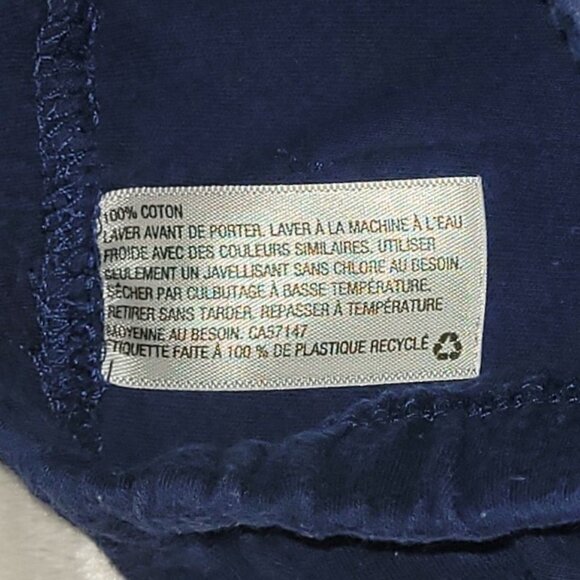 100% COTON
LAVER AVANT DE PORTER. LAVER À LA MACHINE À L'EAU
FROIDE AVEC DES COULEURS SIMILAIRES. UTILISER
SEULEMENT UN JAVELLISANT SANS CHLORE AU BESOIN.
SÉCHER PAR CULBUTAGE À BASSE TEMPÉRATURE.
RETIRER SANS TARDER. REPASSER À TEMPÉRATURE
MOYENNE AU BESOIN. CA57147
ETIQUETTE FAITE À 100 % DE PLASTIQUE RECYCLÉ